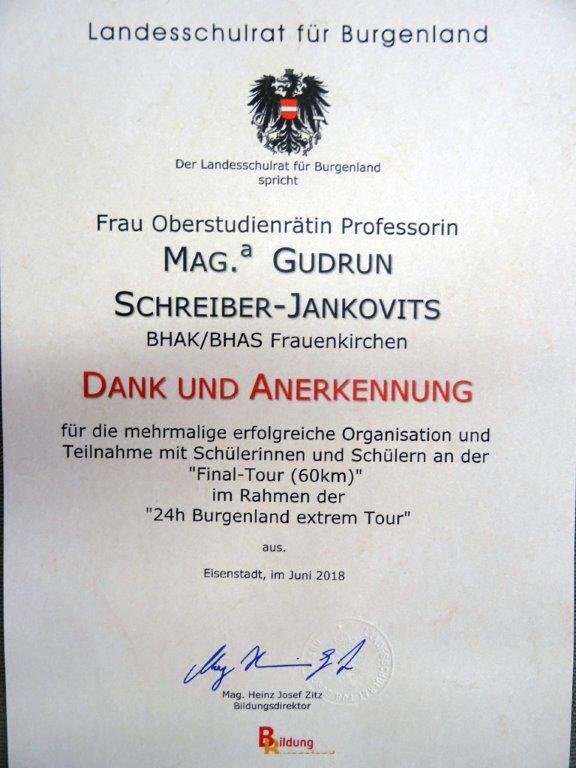 Landesschulrat für Burgenland
Der Landesschulrat für Burgenland
spricht
Frau Oberstudienrätin Professorin
MAG.ª GUDRUN
SCHREIBER-JANKOVITS
BHAK/BHAS Frauenkirchen
DANK UND ANERKENNUNG
für die mehrmalige erfolgreiche Organisation und
Teilnahme mit Schülerinnen und Schülern an der
"Final-Tour (60km)"
im Rahmen der
"24h Burgenland extrem Tour"
aus.
Eisenstadt, im Juni 2018
Mag. Heinz Josef Zitz
Bildungsdirektor
Bildung